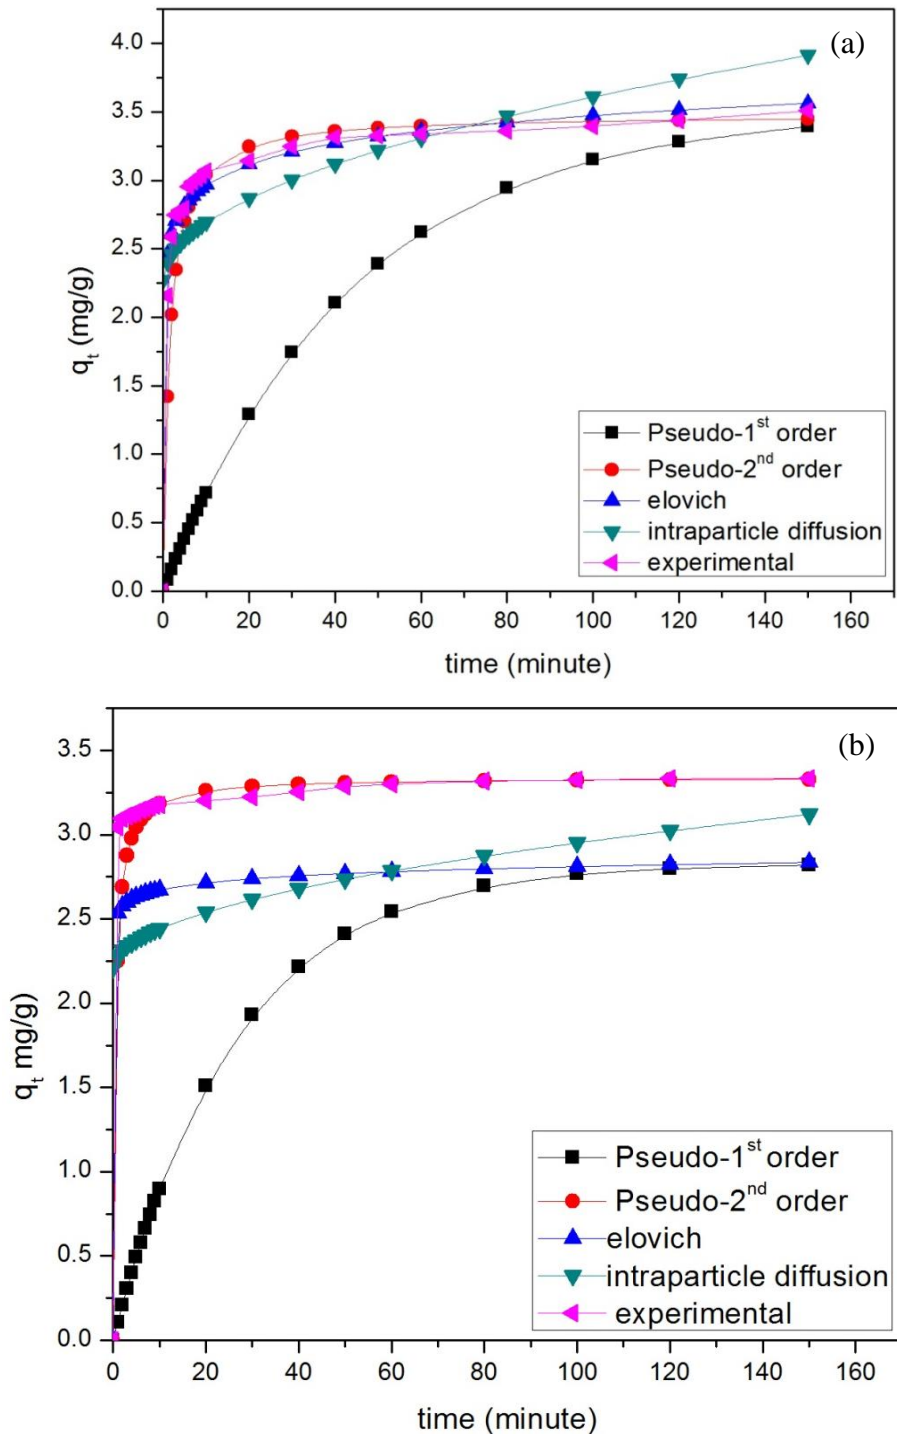 (a)
4.0
3.5
3.0
2.5
2.0
1.5
1.0
0.5
0.0
qt (mg/g)
Pseudo-1st order
Pseudo-2nd order
elovich
intraparticle diffusion
experimental
0 20 40 60 80 100 120 140 160
time (minute)
(b)
3.5
3.0
2.5
2.0
1.5
1.0
0.5
0.0
qt mg/g)
Pseudo-1st order
Pseudo-2nd order
elovich
intraparticle diffusion
experimental
0 20 40 60 80 100 120 140 160
time (minute)